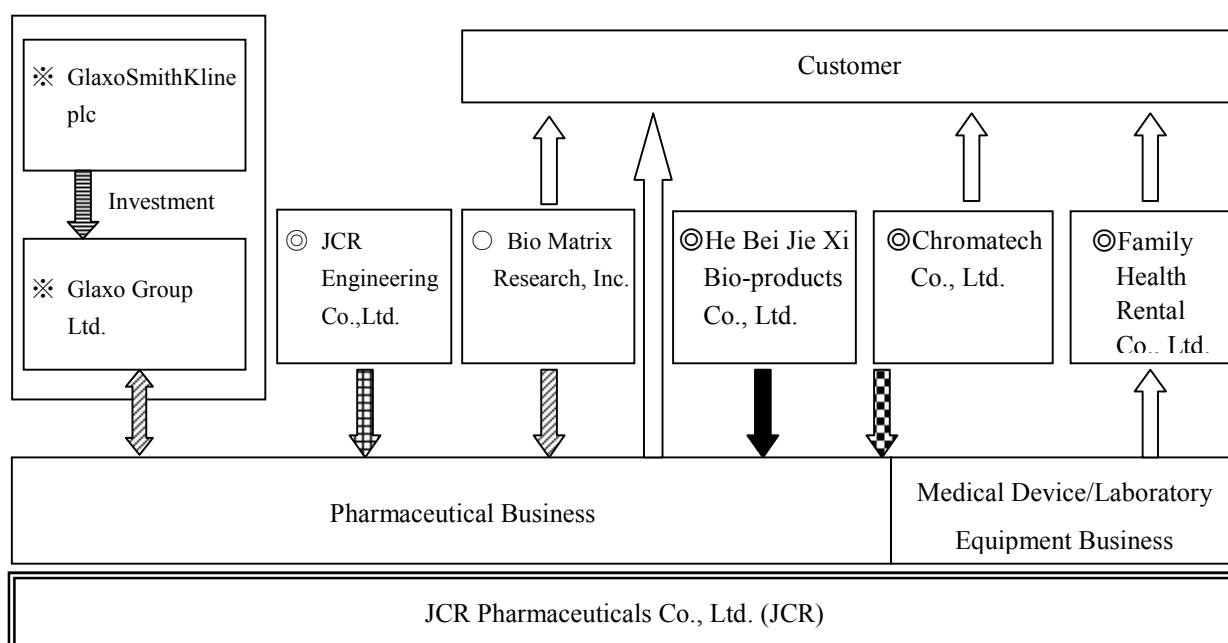 ※ GlaxoSmithKline
plc
Investment
※ Glaxo Group
Ltd.
Customer
◎ JCR
Engineering
Co.,Ltd.
○ Bio Matrix
Research, Inc.
◎He Bei Jie Xi
Bio-products
Co., Ltd.
◎Chromatech
Co., Ltd.
◎Family
Health
Rental
Co., Ltd.
Pharmaceutical Business
Medical Device/Laboratory
Equipment Business
JCR Pharmaceuticals Co., Ltd. (JCR)